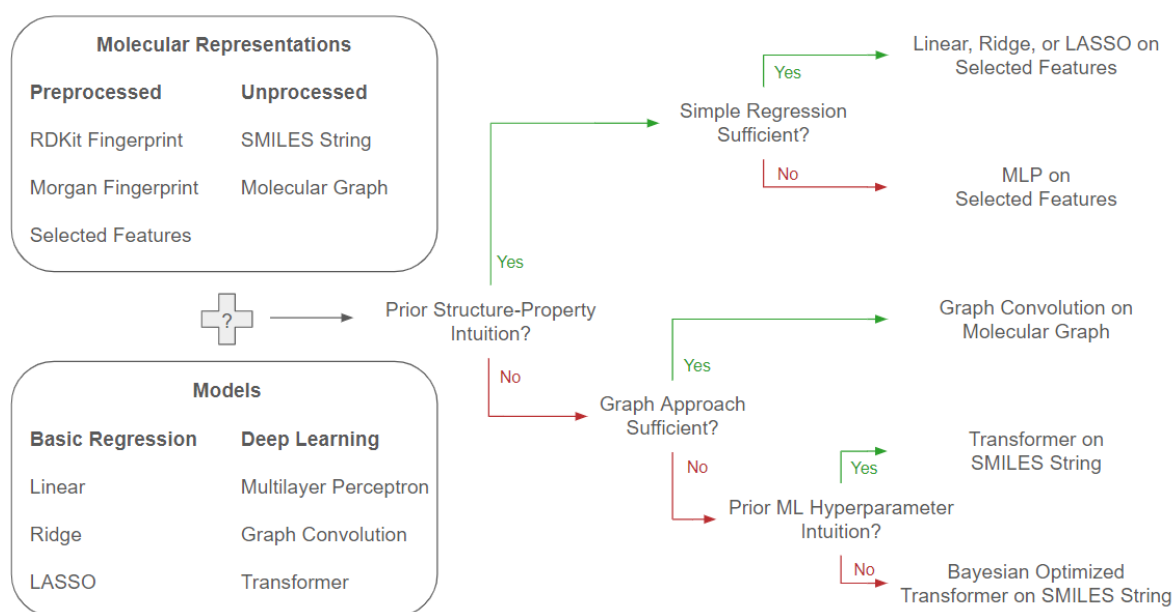 Molecular Representations
Preprocessed
Unprocessed
RDKit Fingerprint
SMILES String
Morgan Fingerprint
Molecular Graph
Selected Features
?
Models
Basic Regression
Deep Learning
Linear
Multilayer Perceptron
Ridge
Graph Convolution
LASSO
Transformer
Prior Structure-Property
Intuition?
Yes
No
Simple Regression
Sufficient?
Yes
No
Linear, Ridge, or LASSO on
Selected Features
MLP on
Selected Features
Graph Approach
Sufficient?
Yes
No
Graph Convolution on
Molecular Graph
Prior ML Hyperparameter
Intuition?
Yes
No
Transformer on
SMILES String
Bayesian Optimized
Transformer on SMILES String